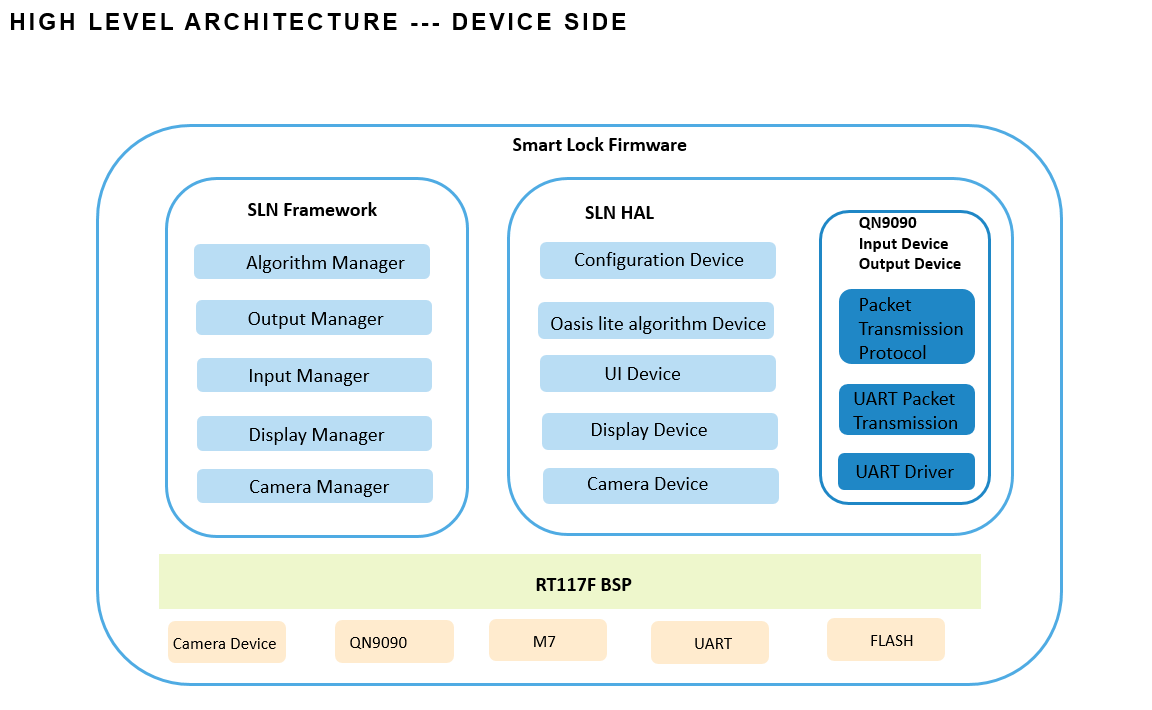 HIGH LEVEL ARCHITECTURE --- DEVICE SIDE
Smart Lock Firmware
SLN Framework
Algorithm Manager
Output Manager
Input Manager
Display Manager
Camera Manager
SLN HAL
Configuration Device
Oasis lite algorithm Device
UI Device
Display Device
Camera Device
QN9090
Input Device
Output Device
Packet
Transmission
Protocol
UART Packet
Transmission
UART Driver
RT117F BSP
Camera Device
QN9090
M7
UART
FLASH